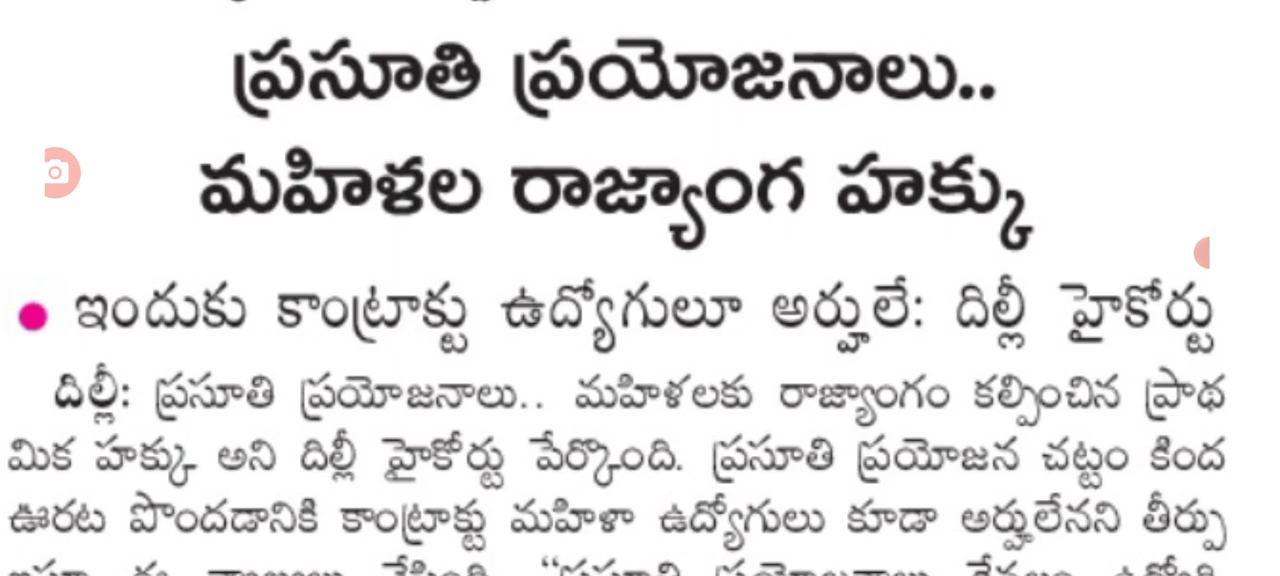 ప్రసూతి ప్రయోజనాలు..
మహిళల రాజ్యాంగ హక్కు
● ఇందుకు కాంట్రాక్టు ఉద్యోగులూ అర్హులే: దిల్లీ హైకోర్టు
దిల్లీ: ప్రసూతి ప్రయోజనాలు.. మహిళలకు రాజ్యాంగం కల్పించిన ప్రాథ
మిక హక్కు అని దిల్లీ హైకోర్టు పేర్కొంది. ప్రసూతి ప్రయోజన చట్టం కింద
ఊరట పొందడానికి కాంట్రాక్టు మహిళా ఉద్యోగులు కూడా అర్హులేనని తీర్పు